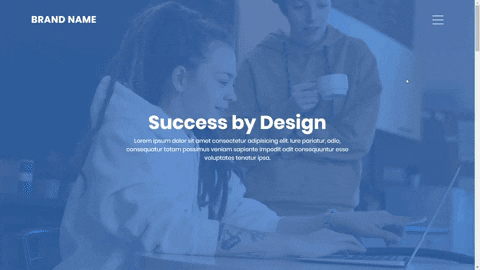 BRAND NAME
Success by Design
Lorem ipsum dolor sit amet consectetur adipisicing elit. Iure pariatur, odio,
consequatur totam possimus veniam sapiente impedit odit consequuntur esse
voluptates tenetur ipsa.